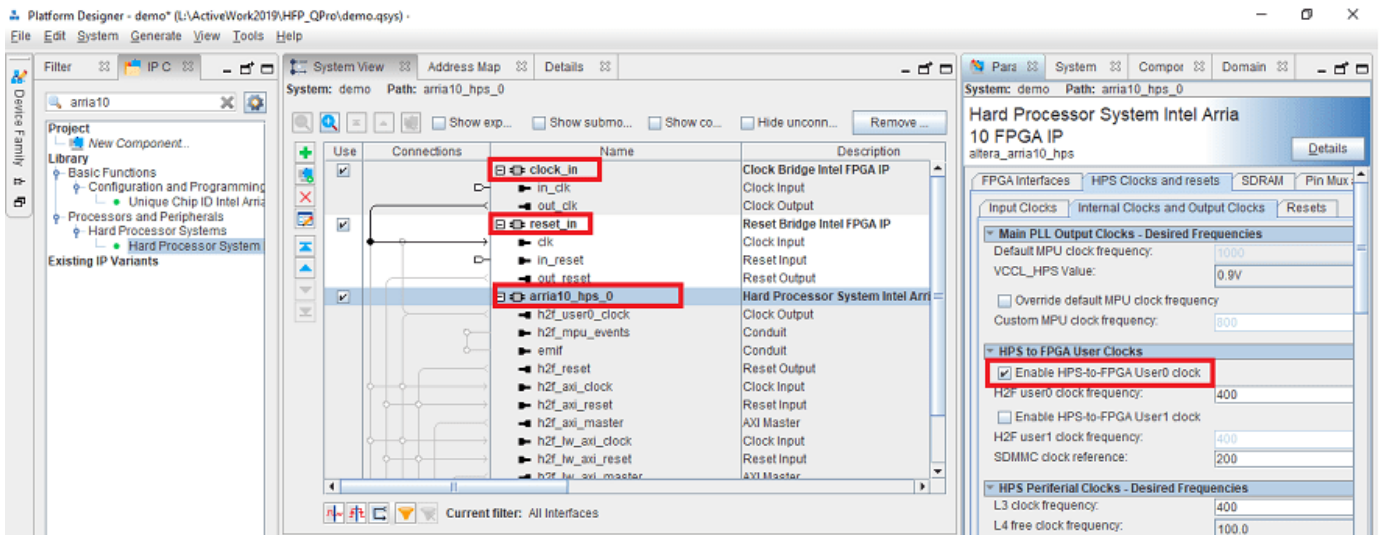 Platform Designer - demo* (L:\ActiveWork2019\HFP_QPro\demo.qsys) -
File Edit System Generate View Tools Help
Device Family
Filter IP C
arria10
Project
New Component...
Library
Basic Functions
Configuration and Programming
Unique Chip ID Intel Arria
Processors and Peripherals
Hard Processor Systems
Hard Processor System
Existing IP Variants
System View Address Map Details
System: demo Path: arria10_hps_0
Show exp... Show submo... Show co... Hide unconn... Remove ...
Use Connections Name Description
clock_in Clock Bridge Intel FPGA IP
in_clk Clock Input
out_clk Clock Output
reset_in Reset Bridge Intel FPGA IP
clk Clock Input
in_reset Reset Input
out_reset Reset Output
arria10_hps_0 Hard Processor System Intel Arri
h2f_user0_clock Clock Output
h2f_mpu_events Conduit
emif Conduit
h2f_reset Reset Output
h2f_axi_clock Clock Input
h2f_axi_reset Reset Input
h2f_axi_master AXI Master
h2f_lw_axi_clock Clock Input
h2f_lw_axi_reset Reset Input
h2f_lw_axi_master AXI Master
Current filter: All Interfaces
Para System Compor Domain
System: demo Path: arria10_hps_0
Hard Processor System Intel Arria
10 FPGA IP
altera_arria10_hps
Details
FPGA Interfaces HPS Clocks and resets SDRAM Pin Mux
Input Clocks Internal Clocks and Output Clocks Resets
Main PLL Output Clocks - Desired Frequencies
Default MPU clock frequency: 1000
VCCL_HPS Value: 0.9V
Override default MPU clock frequency
Custom MPU clock frequency: 800
HPS to FPGA User Clocks
Enable HPS-to-FPGA User0 clock
H2F user0 clock frequency: 400
Enable HPS-to-FPGA User1 clock
H2F user1 clock frequency: 400
SDMMC clock reference: 200
HPS Periferial Clocks - Desired Frequencies
L3 clock frequency: 400
L4 free clock frequency: 100.0